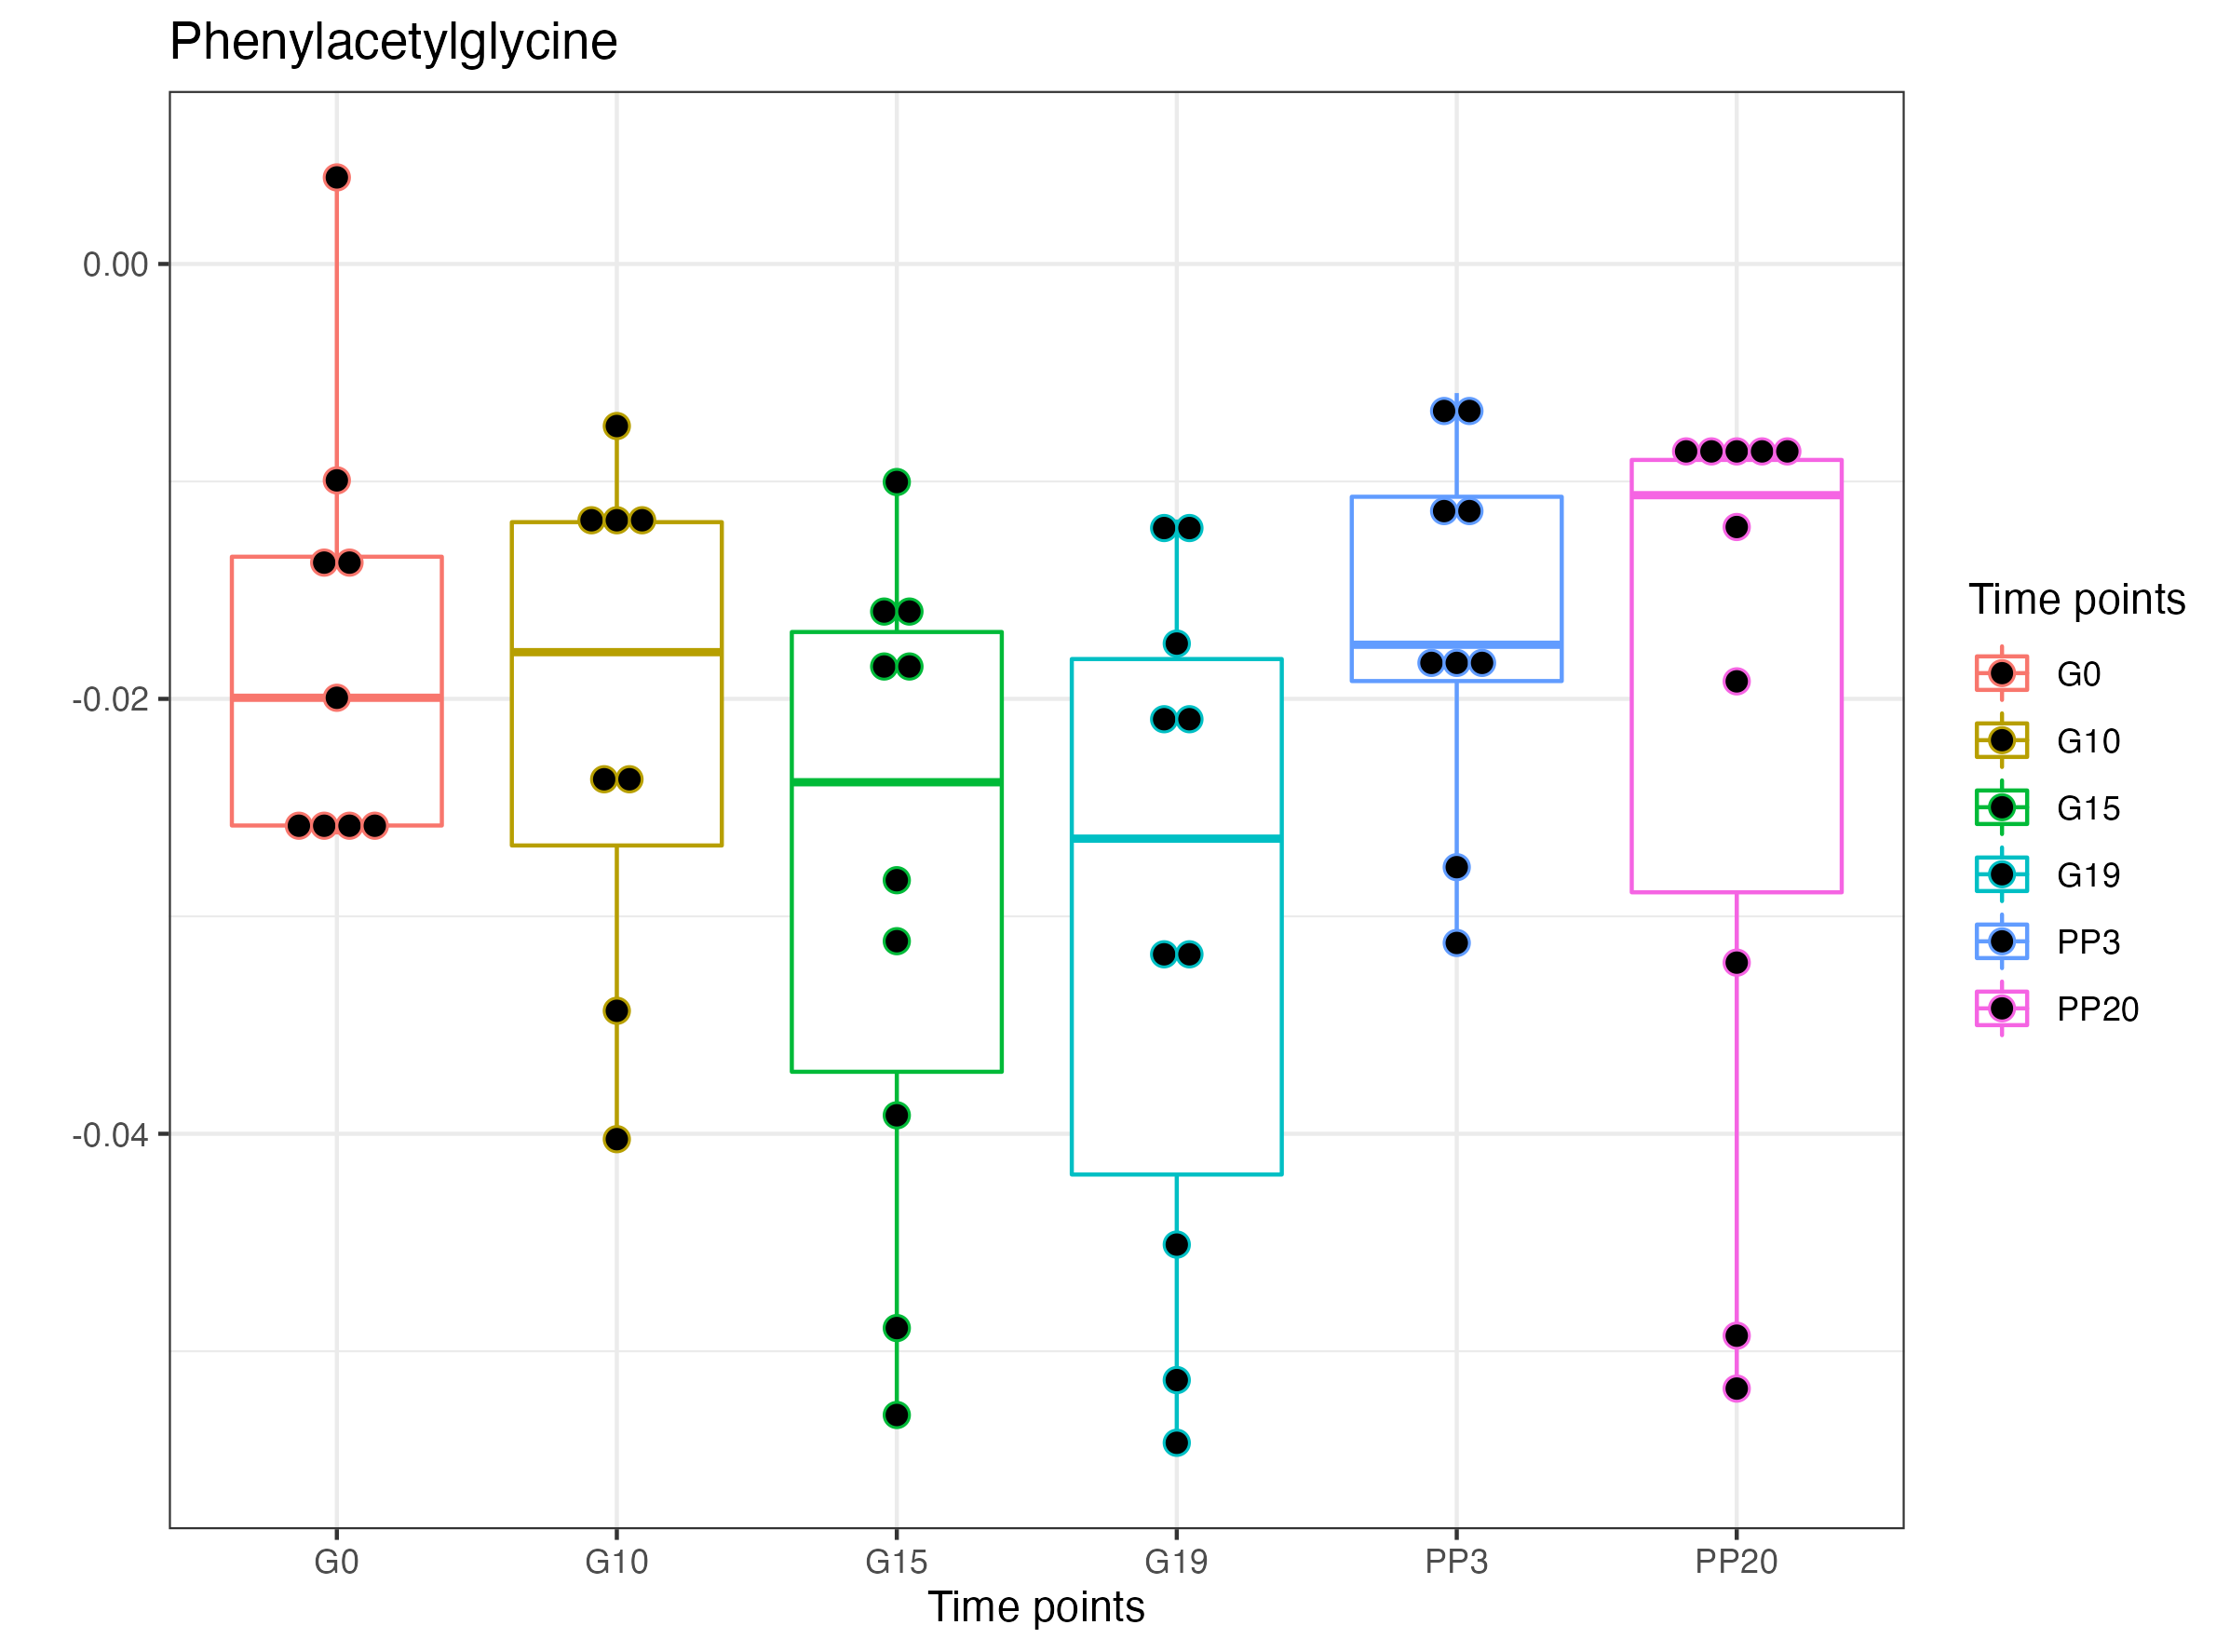 Phenylacetylglycine
0.00
-0.02
-0.04
G0 G10 G15 G19 PP3 PP20
Time points
Time points
G0
G10
G15
G19
PP3
PP20